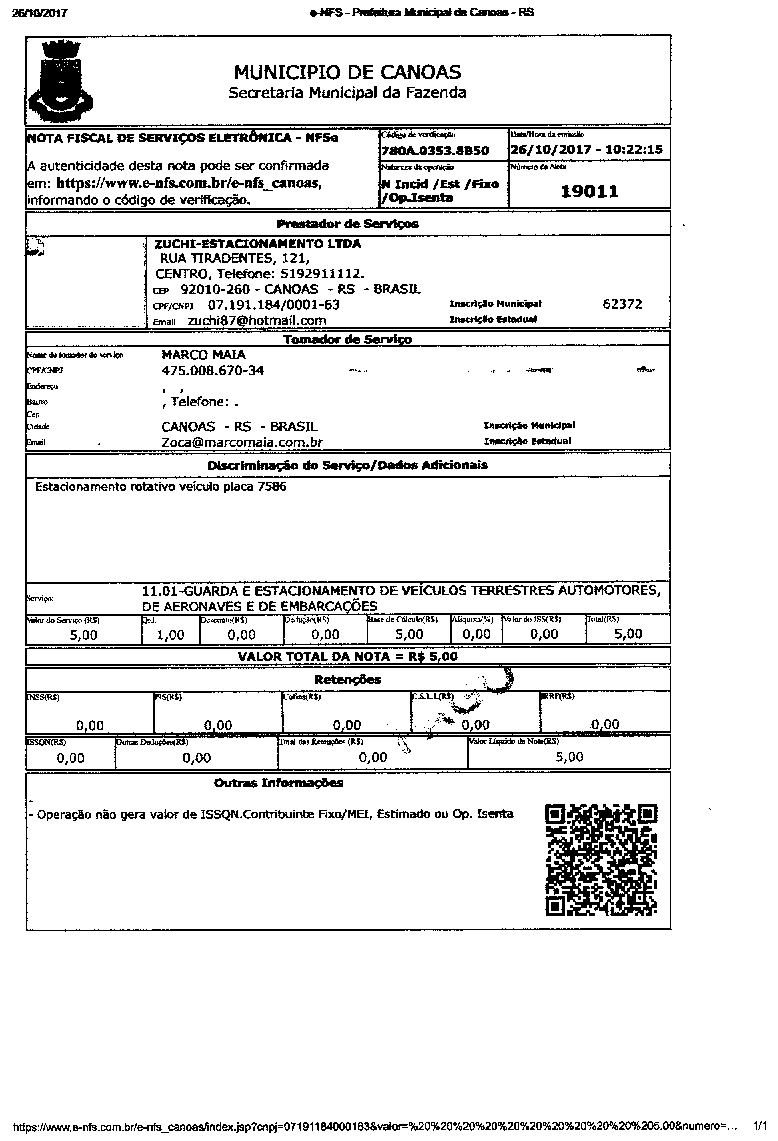 26/10/2017 e-NFS - Prefeitura Municipal de Canoas - RS
MUNICIPIO DE CANOAS
Secretaria Municipal da Fazenda
NOTA FISCAL DE SERVIÇOS ELETRÔNICA - NFSe
A autenticidade desta nota pode ser confirmada
em: https://www.e-nfs.com.br/e-nfs_canoas,
informando o código de verificação.
Código de verificação
780A.0353.8B50
Data/Hora da emissão
26/10/2017 - 10:22:15
Natureza da operação
N Incid /Est /Fixo
/Op.Isenta
Número da Nota
19011
Prestador de Serviços
ZUCHI-ESTACIONAMENTO LTDA
RUA TIRADENTES, 121,
CENTRO, Telefone: 5192911112.
CEP 92010-260 - CANOAS - RS - BRASIL
CPF/CNPJ 07.191.184/0001-63 Inscrição Municipal 62372
Email zuchi87@hotmail.com Inscrição Estadual
Tomador de Serviço
Nome do tomador do serviço MARCO MAIA
CPF/CNPJ 475.008.670-34
Endereço , ,
Bairro , Telefone: .
Cep
Cidade CANOAS - RS - BRASIL Inscrição Municipal
Email Zoca@marcomaia.com.br Inscrição Estadual
Discriminação do Serviço/Dados Adicionais
Estacionamento rotativo veículo placa 7586
Serviço: 11.01-GUARDA E ESTACIONAMENTO DE VEÍCULOS TERRESTRES AUTOMOTORES,
DE AERONAVES E DE EMBARCAÇÕES
Valor do Serviço (R$) Qtd. Desconto(R$) Dedução(R$) Base de Cálculo(R$) Alíquota(%) Valor do ISS(R$) Total(R$)
5,00 1,00 0,00 0,00 5,00 0,00 0,00 5,00
VALOR TOTAL DA NOTA = R$ 5,00
Retenções
INSS(R$) PIS(R$) Cofins(R$) C.S.L.L(R$) IRRF(R$)
0,00 0,00 0,00 0,00 0,00
ISSQN(R$) Outras Deduções(R$) Total das Retenções (R$) Valor Líquido da Nota(R$)
0,00 0,00 0,00 5,00
Outras Informações
-
- Operação não gera valor de ISSQN.Contribuinte Fixo/MEI, Estimado ou Op. Isenta
https://www.e-nfs.com.br/e-nfs_canoas/index.jsp?cnpj=07191184000163&valor=%20%20%20%20%20%20%20%20%20%20%205.00&numero=... 1/1